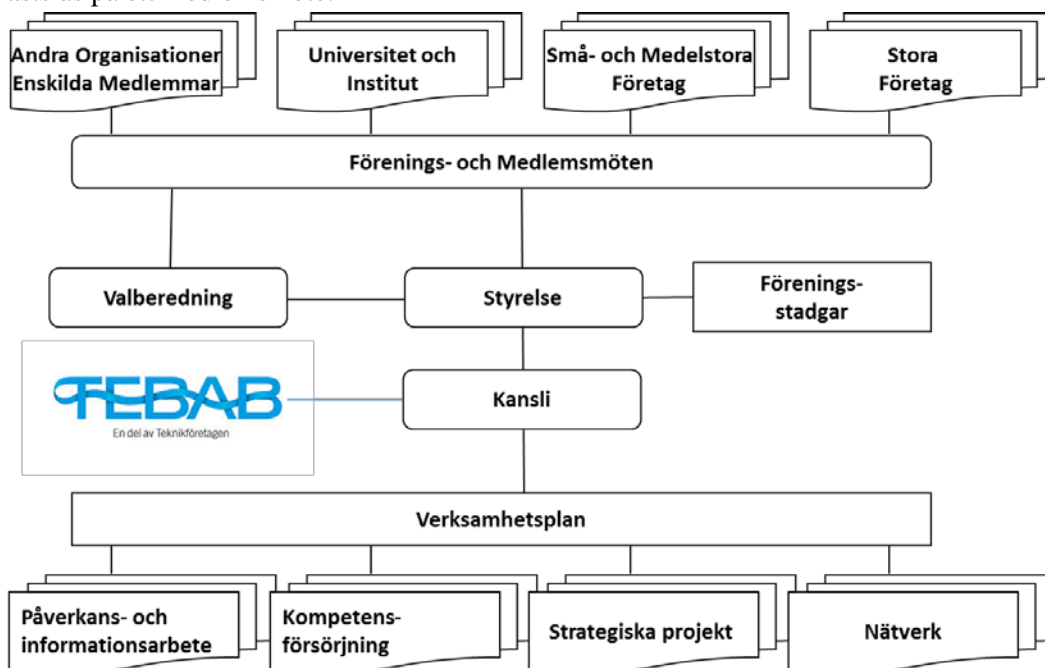 Andra Organisationer
Enskilda Medlemmar
Universitet och
Institut
Små- och Medelstora
Företag
Stora
Företag
Förenings- och Medlemsmöten
Valberedning
Styrelse
Förenings-
stadgar
TEBAB
En del av Teknikföretagen
Kansli
Verksamhetsplan
Påverkans- och
informationsarbete
Kompetens-
försörjning
Strategiska projekt
Nätverk